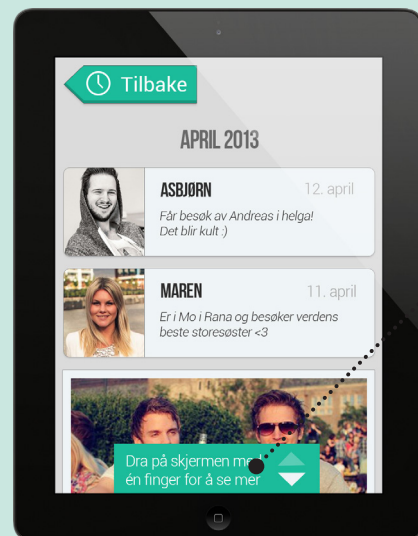 Tilbake
APRIL 2013
ASBJØRN
12. april
Får besøk av Andreas i helga!
Det blir kult :)
MAREN
11. april
Er i Mo i Rana og besøker verdens
beste storesøster <3
Dra på skjermen med
én finger for å se mer